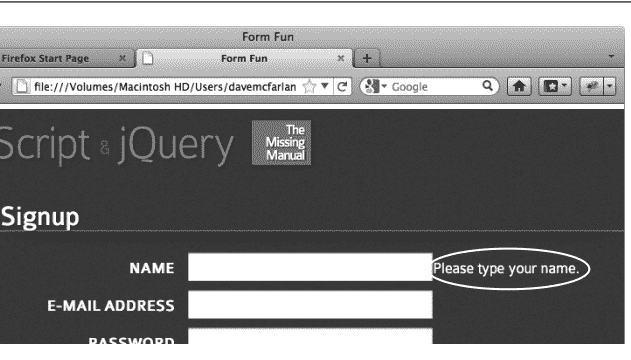 Form Fun
Firefox Start Page × Form Fun × +
file:///Volumes/Macintosh HD/Users/davemcfarlan Google
Script & jQuery
The
Missing
Manual
Signup
NAME Please type your name.
E-MAIL ADDRESS
PASSWORD